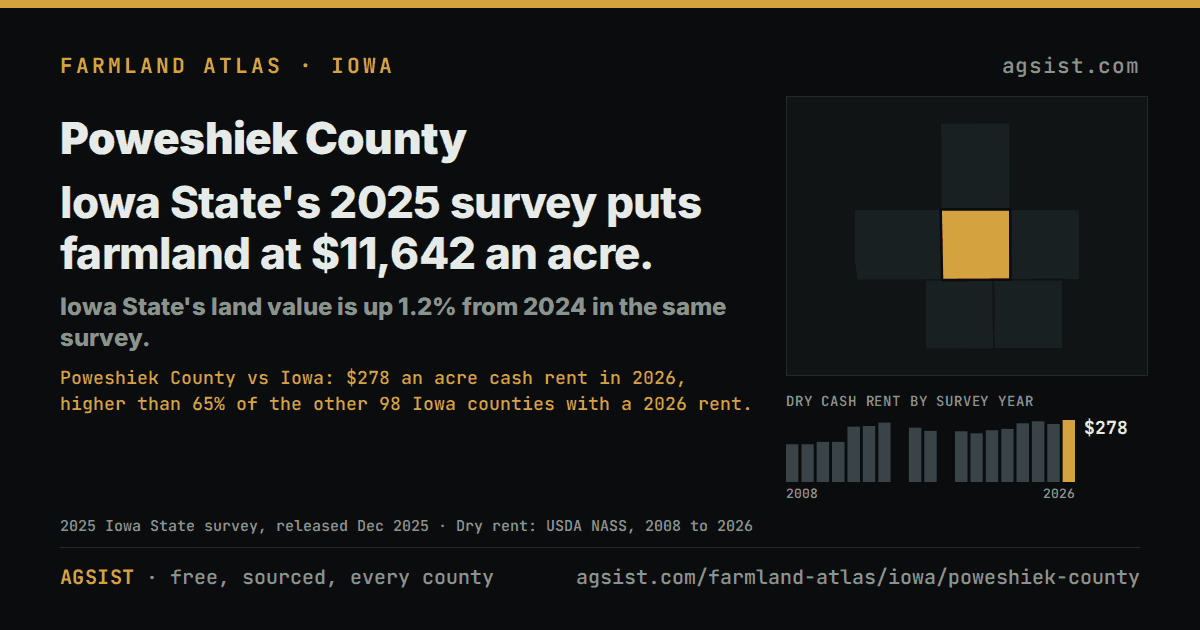 FARMLAND ATLAS · IOWA
agsist.com
Poweshiek County
Iowa State's 2025 survey puts
farmland at $11,642 an acre.
Iowa State's land value is up 1.2% from 2024 in the same
survey.
Poweshiek County vs Iowa: $278 an acre cash rent in 2026,
higher than 65% of the other 98 Iowa counties with a 2026 rent.
DRY CASH RENT BY SURVEY YEAR
$278
2008
2026
2025 Iowa State survey, released Dec 2025 · Dry rent: USDA NASS, 2008 to 2026
AGSIST · free, sourced, every county
agsist.com/farmland-atlas/iowa/poweshiek-county